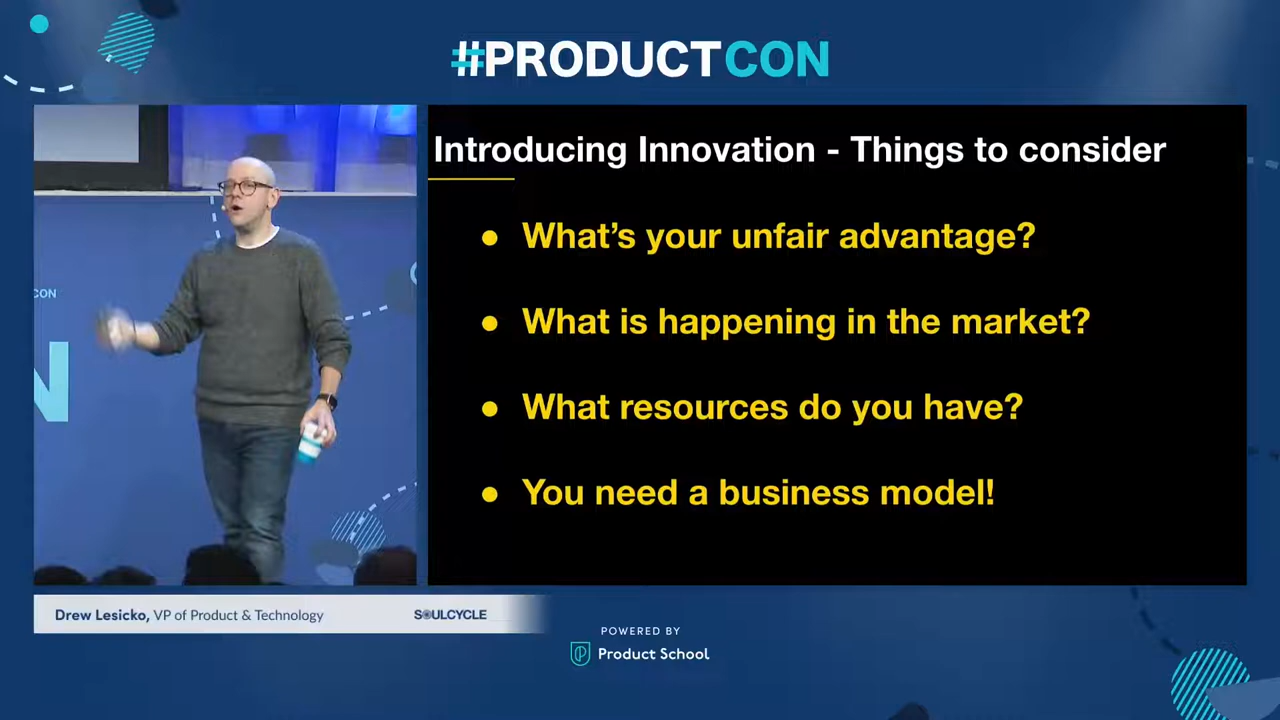 #PRODUCTCON
Introducing Innovation - Things to consider
● What's your unfair advantage?
● What is happening in the market?
● What resources do you have?
● You need a business model!
CON
N
Drew Lesicko, VP of Product & Technology
SOULCYCLE
POWERED BY
Product School